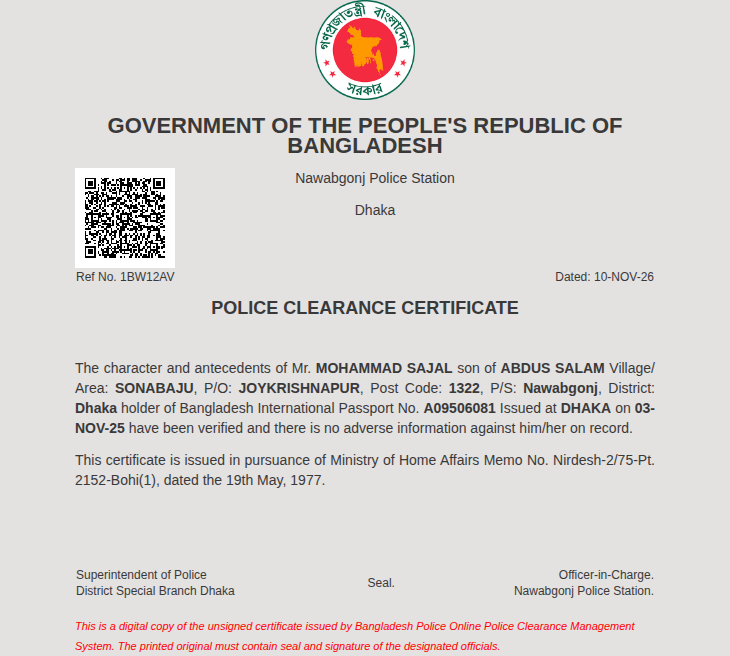 গণপ্রজাতন্ত্রী বাংলাদেশ
সরকার
GOVERNMENT OF THE PEOPLE'S REPUBLIC OF
BANGLADESH
Nawabgonj Police Station
Dhaka
Ref No. 1BW12AV
Dated: 10-NOV-26
POLICE CLEARANCE CERTIFICATE
The character and antecedents of Mr. MOHAMMAD SAJAL son of ABDUS SALAM Village/
Area: SONABAJU, P/O: JOYKRISHNAPUR, Post Code: 1322, P/S: Nawabgonj, District:
Dhaka holder of Bangladesh International Passport No. A09506081 Issued at DHAKA on 03-
NOV-25 have been verified and there is no adverse information against him/her on record.
This certificate is issued in pursuance of Ministry of Home Affairs Memo No. Nirdesh-2/75-Pt.
2152-Bohi(1), dated the 19th May, 1977.
Superintendent of Police
District Special Branch Dhaka
Seal.
Officer-in-Charge.
Nawabgonj Police Station.
This is a digital copy of the unsigned certificate issued by Bangladesh Police Online Police Clearance Management
System. The printed original must contain seal and signature of the designated officials.